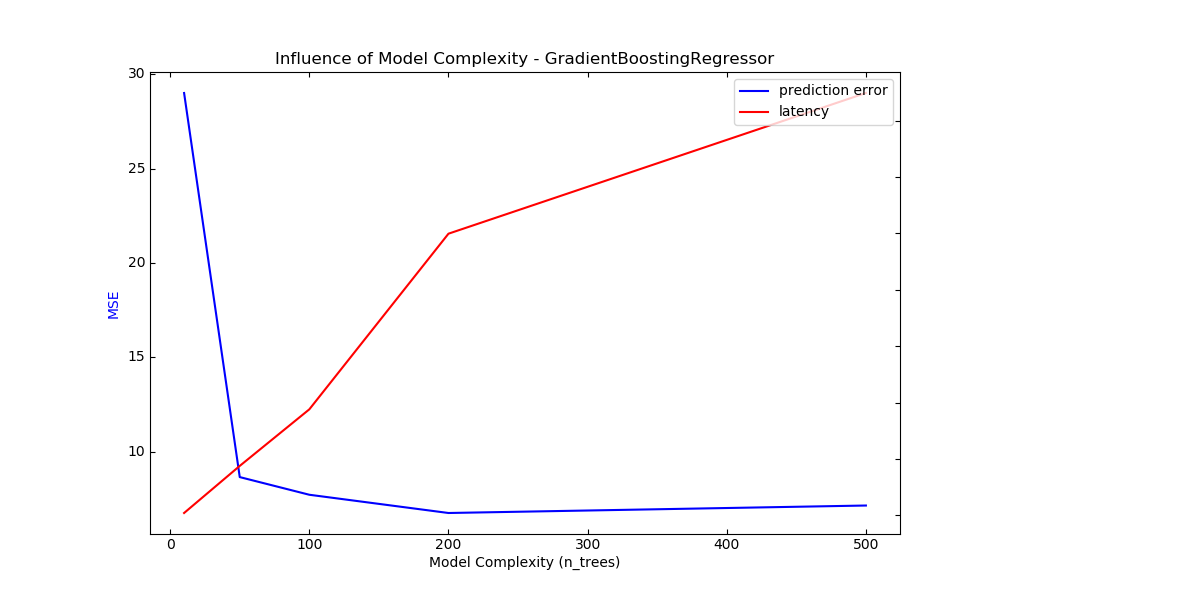 Influence of Model Complexity - GradientBoostingRegressor
prediction error
latency
30
25
20
15
10
MSE
0 100 200 300 400 500
Model Complexity (n_trees)